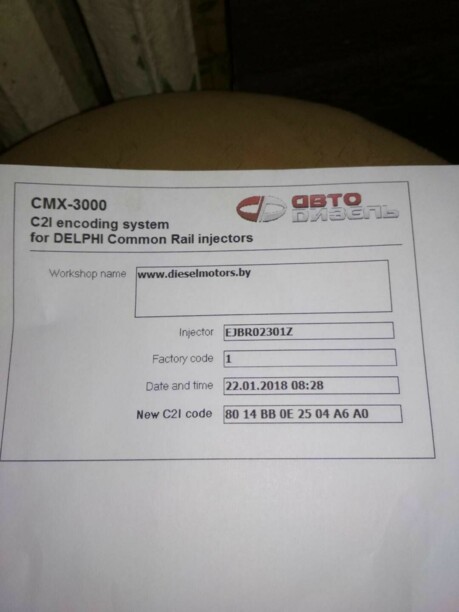 CMX-3000
C2I encoding system
for DELPHI Common Rail injectors
АВТО
ДИЗЕЛЬ
Workshop name www.dieselmotors.by
Injector EJBR02301Z
Factory code 1
Date and time 22.01.2018 08:28
New C2I code 80 14 BB 0E 25 04 A6 A0